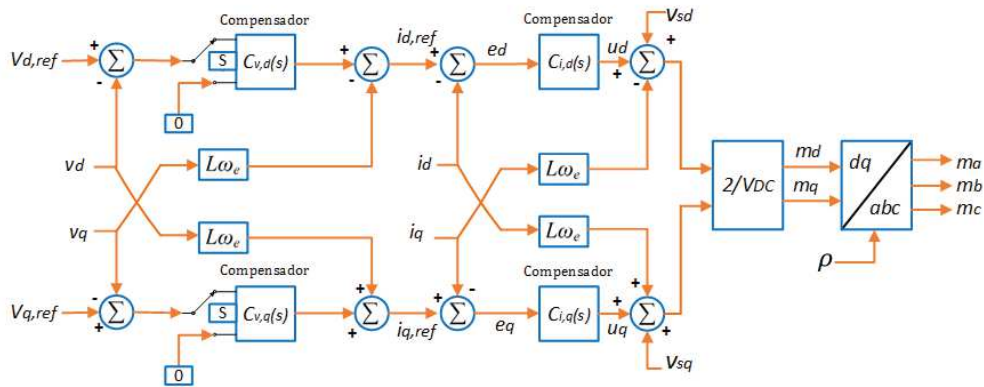 Compensador
Compensador
Vsd
Vd,ref
+
Σ
-
S
Cv,d(s)
+
Σ
-
id,ref
+
Σ
-
ed
Ci,d(s)
ud
+
+
Σ
-
0
vd
Lωe
id
Lωe
2/VDC
md
mq
dq
abc
ma
mb
mc
vq
Lωe
iq
Lωe
ρ
Compensador
Compensador
Vq,ref
-
Σ
+
S
Cv,q(s)
+
Σ
+
iq,ref
+
-
Σ
eq
Ci,q(s)
uq
+
+
Σ
+
0
Vsq